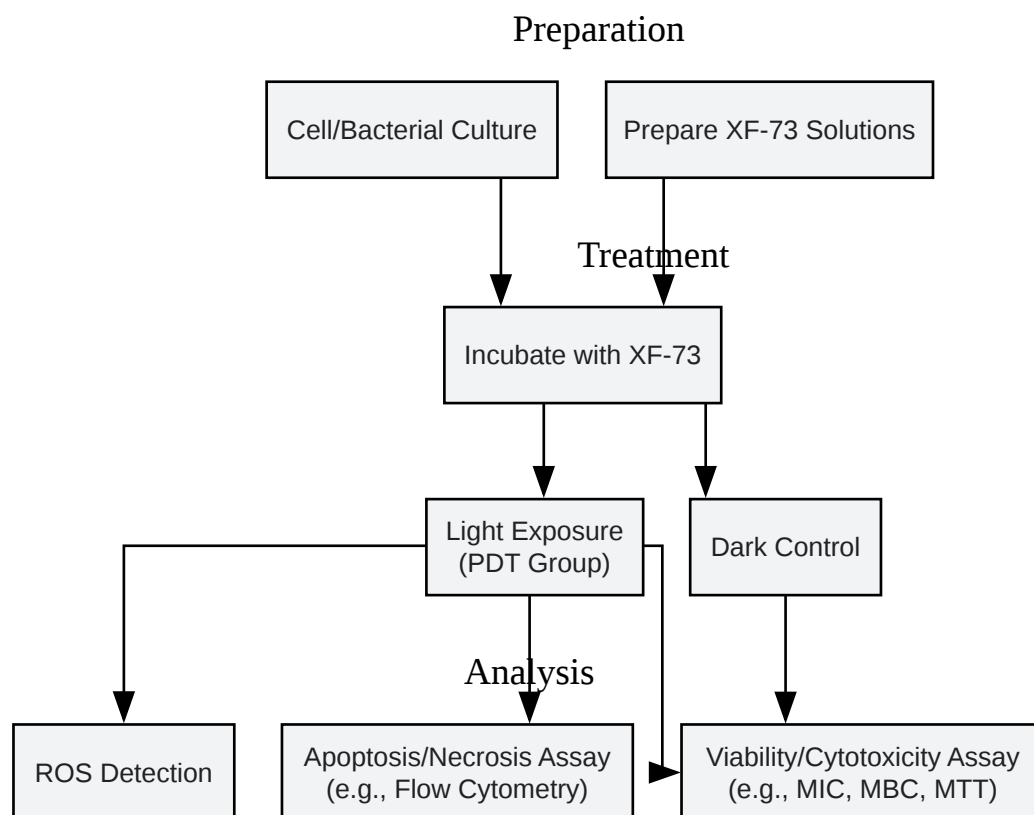 Preparation
Cell/Bacterial Culture
Prepare XF-73 Solutions
Treatment
Incubate with XF-73
Light Exposure
(PDT Group)
Dark Control
Analysis
ROS Detection
Apoptosis/Necrosis Assay
(e.g., Flow Cytometry)
Viability/Cytotoxicity Assay
(e.g., MIC, MBC, MTT)